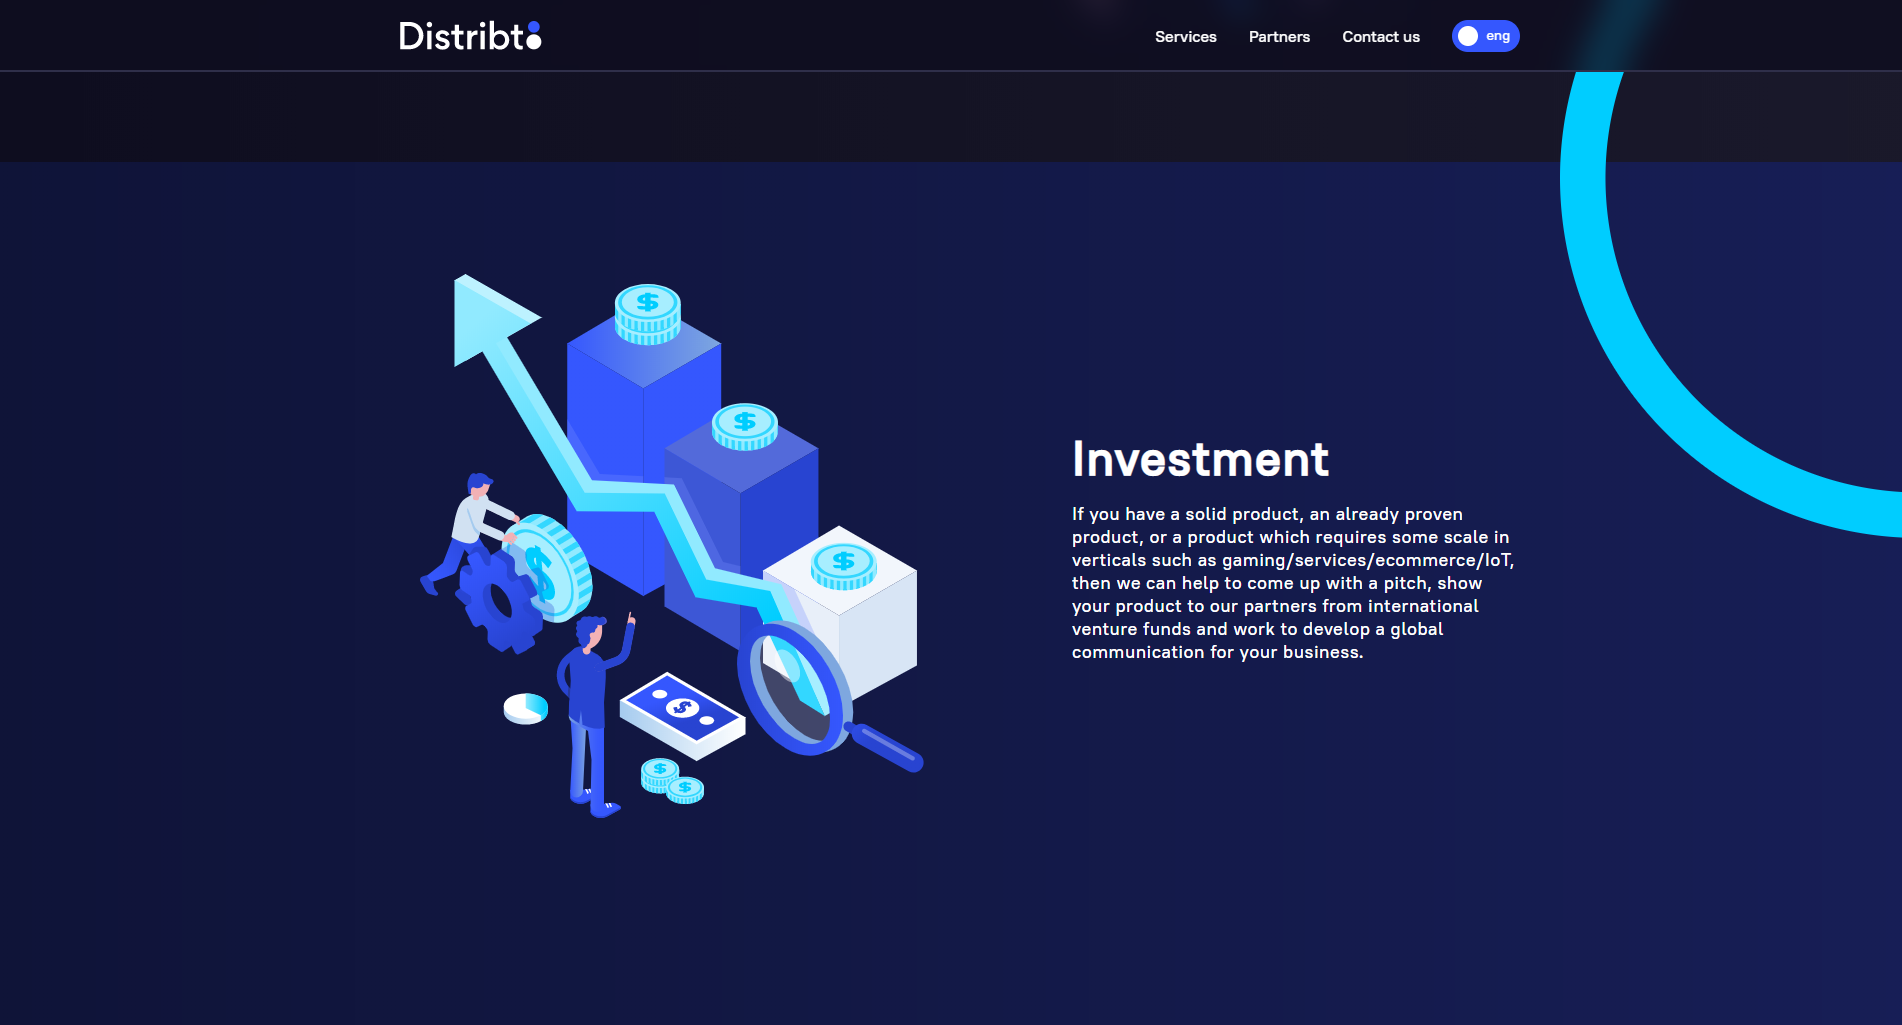 Distribt
Services
Partners
Contact us
eng
Investment
If you have a solid product, an already proven
product, or a product which requires some scale in
verticals such as gaming/services/ecommerce/IoT,
then we can help to come up with a pitch, show
your product to our partners from international
venture funds and work to develop a global
communication for your business.
$
$
$
$
$
$
$